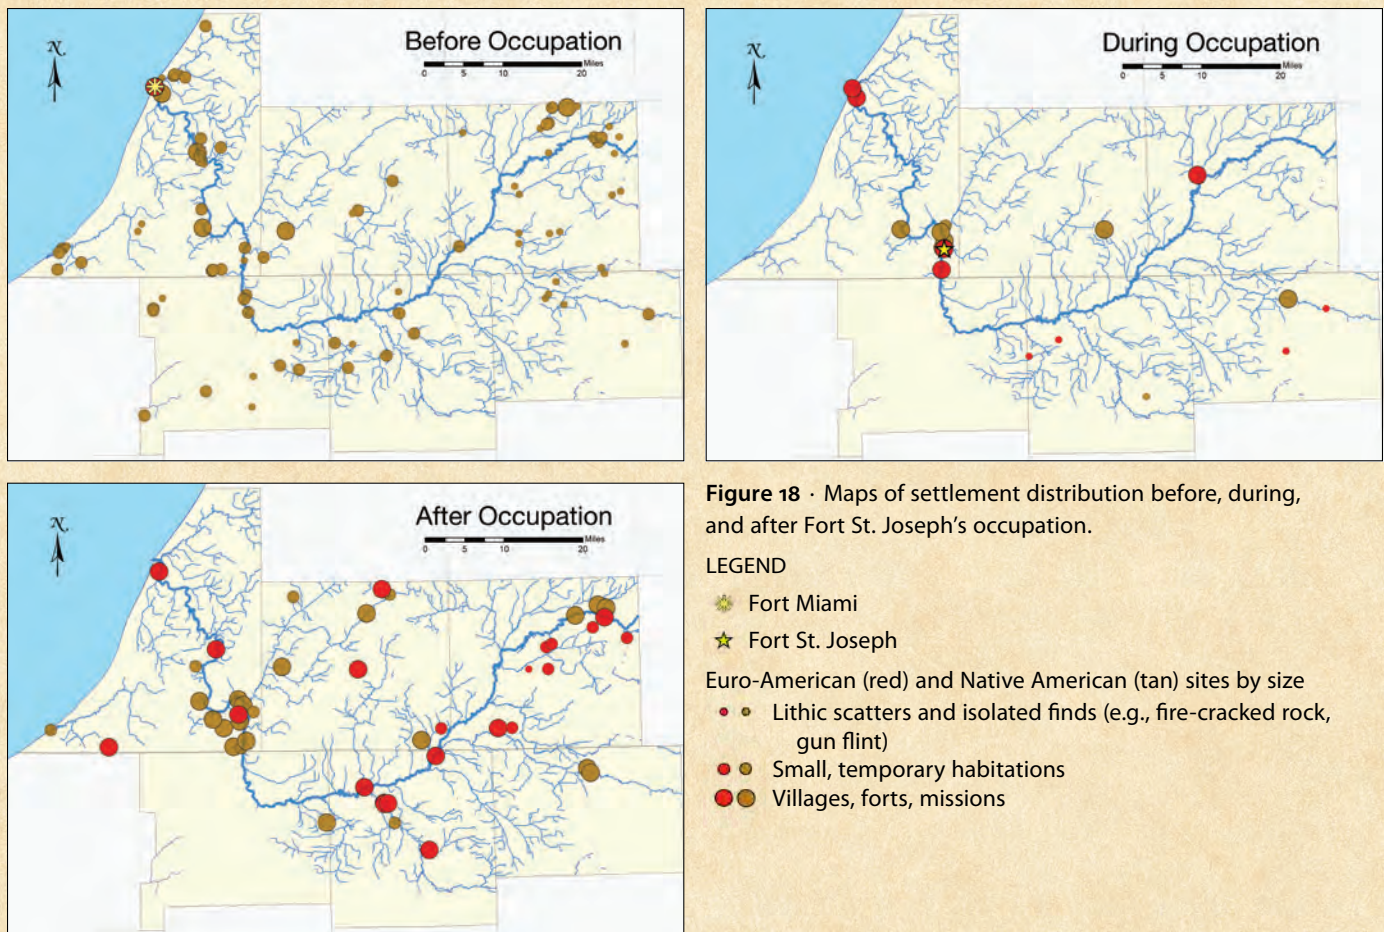 N
Before Occupation
Miles
0 5 10 20
N
During Occupation
Miles
0 5 10 20
N
After Occupation
Miles
0 5 10 20
Figure 18 · Maps of settlement distribution before, during,
and after Fort St. Joseph’s occupation.
LEGEND
Fort Miami
Fort St. Joseph
Euro-American (red) and Native American (tan) sites by size
Lithic scatters and isolated finds (e.g., fire-cracked rock,
gun flint)
Small, temporary habitations
Villages, forts, missions